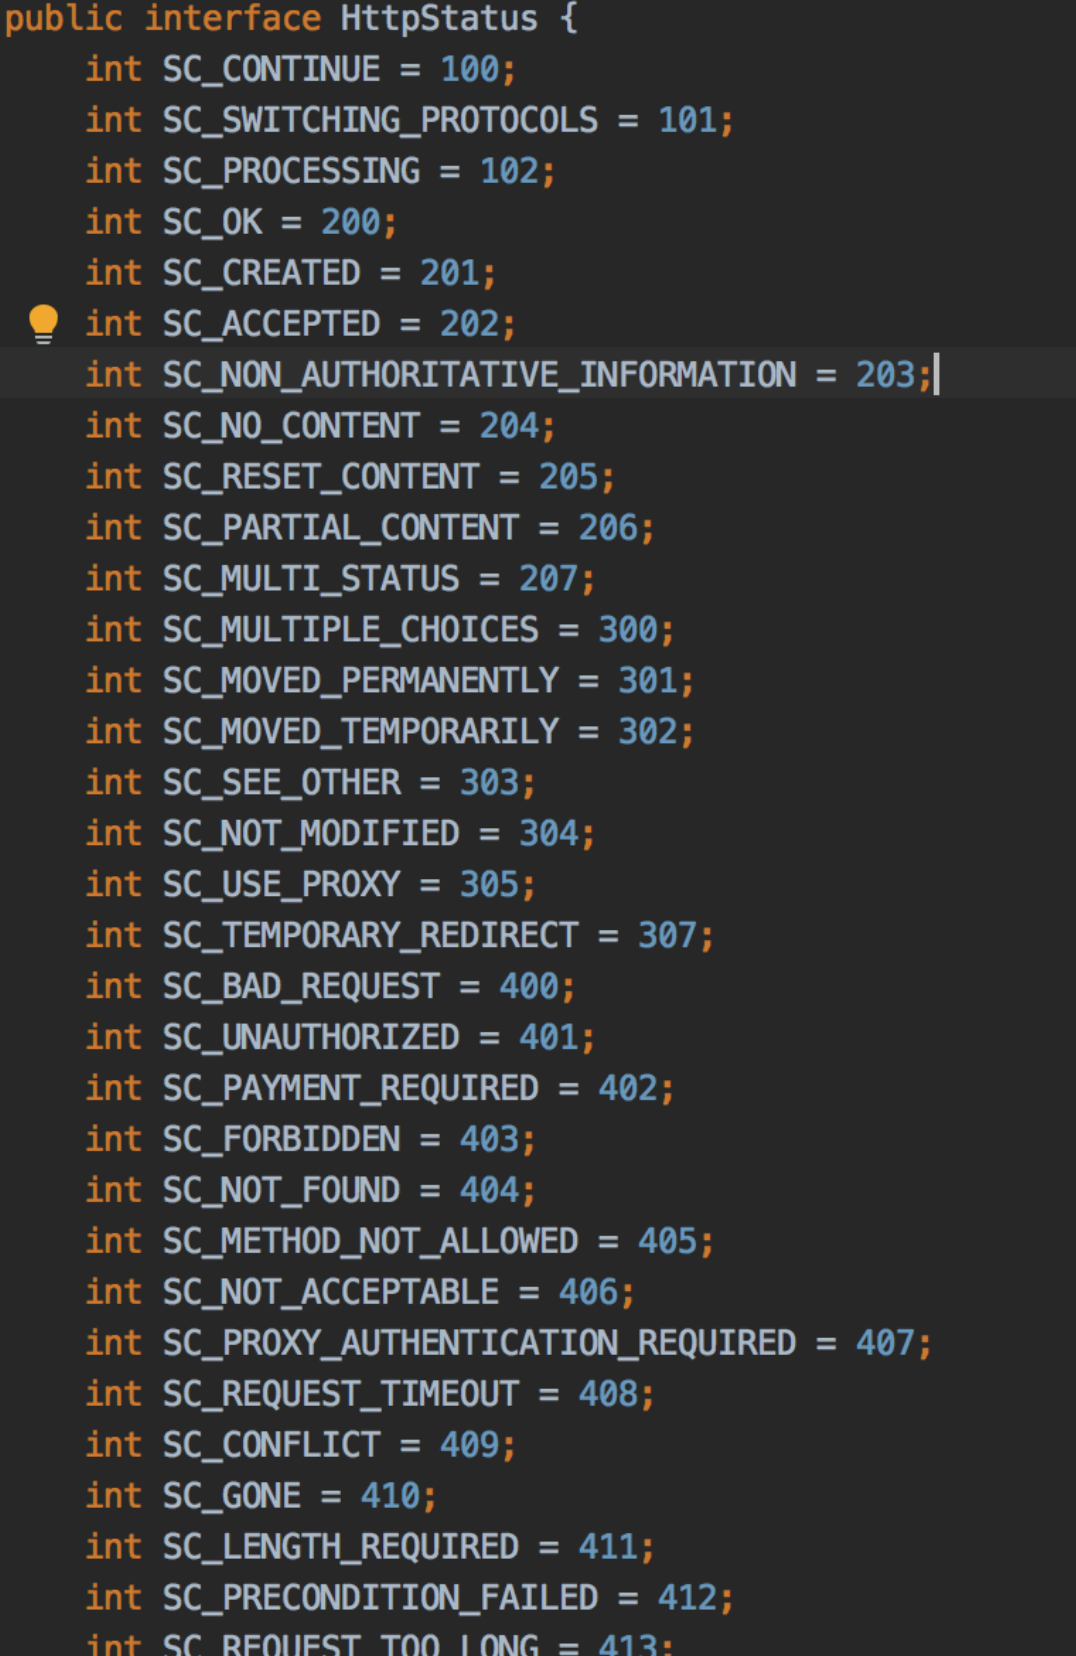 public interface HttpStatus {
int SC_CONTINUE = 100;
int SC_SWITCHING_PROTOCOLS = 101;
int SC_PROCESSING = 102;
int SC_OK = 200;
int SC_CREATED = 201;
int SC_ACCEPTED = 202;
int SC_NON_AUTHORITATIVE_INFORMATION = 203;
int SC_NO_CONTENT = 204;
int SC_RESET_CONTENT = 205;
int SC_PARTIAL_CONTENT = 206;
int SC_MULTI_STATUS = 207;
int SC_MULTIPLE_CHOICES = 300;
int SC_MOVED_PERMANENTLY = 301;
int SC_MOVED_TEMPORARILY = 302;
int SC_SEE_OTHER = 303;
int SC_NOT_MODIFIED = 304;
int SC_USE_PROXY = 305;
int SC_TEMPORARY_REDIRECT = 307;
int SC_BAD_REQUEST = 400;
int SC_UNAUTHORIZED = 401;
int SC_PAYMENT_REQUIRED = 402;
int SC_FORBIDDEN = 403;
int SC_NOT_FOUND = 404;
int SC_METHOD_NOT_ALLOWED = 405;
int SC_NOT_ACCEPTABLE = 406;
int SC_PROXY_AUTHENTICATION_REQUIRED = 407;
int SC_REQUEST_TIMEOUT = 408;
int SC_CONFLICT = 409;
int SC_GONE = 410;
int SC_LENGTH_REQUIRED = 411;
int SC_PRECONDITION_FAILED = 412;
int SC_REQUEST_TOO_LONG = 413;